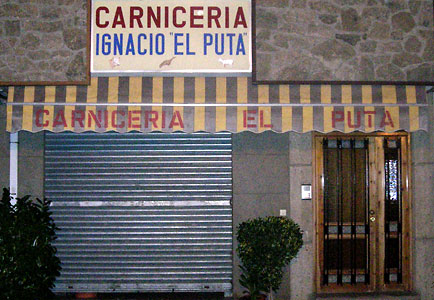 CARNICERIA
IGNACIO "EL PUTA"
CARNICERIA EL PUTA